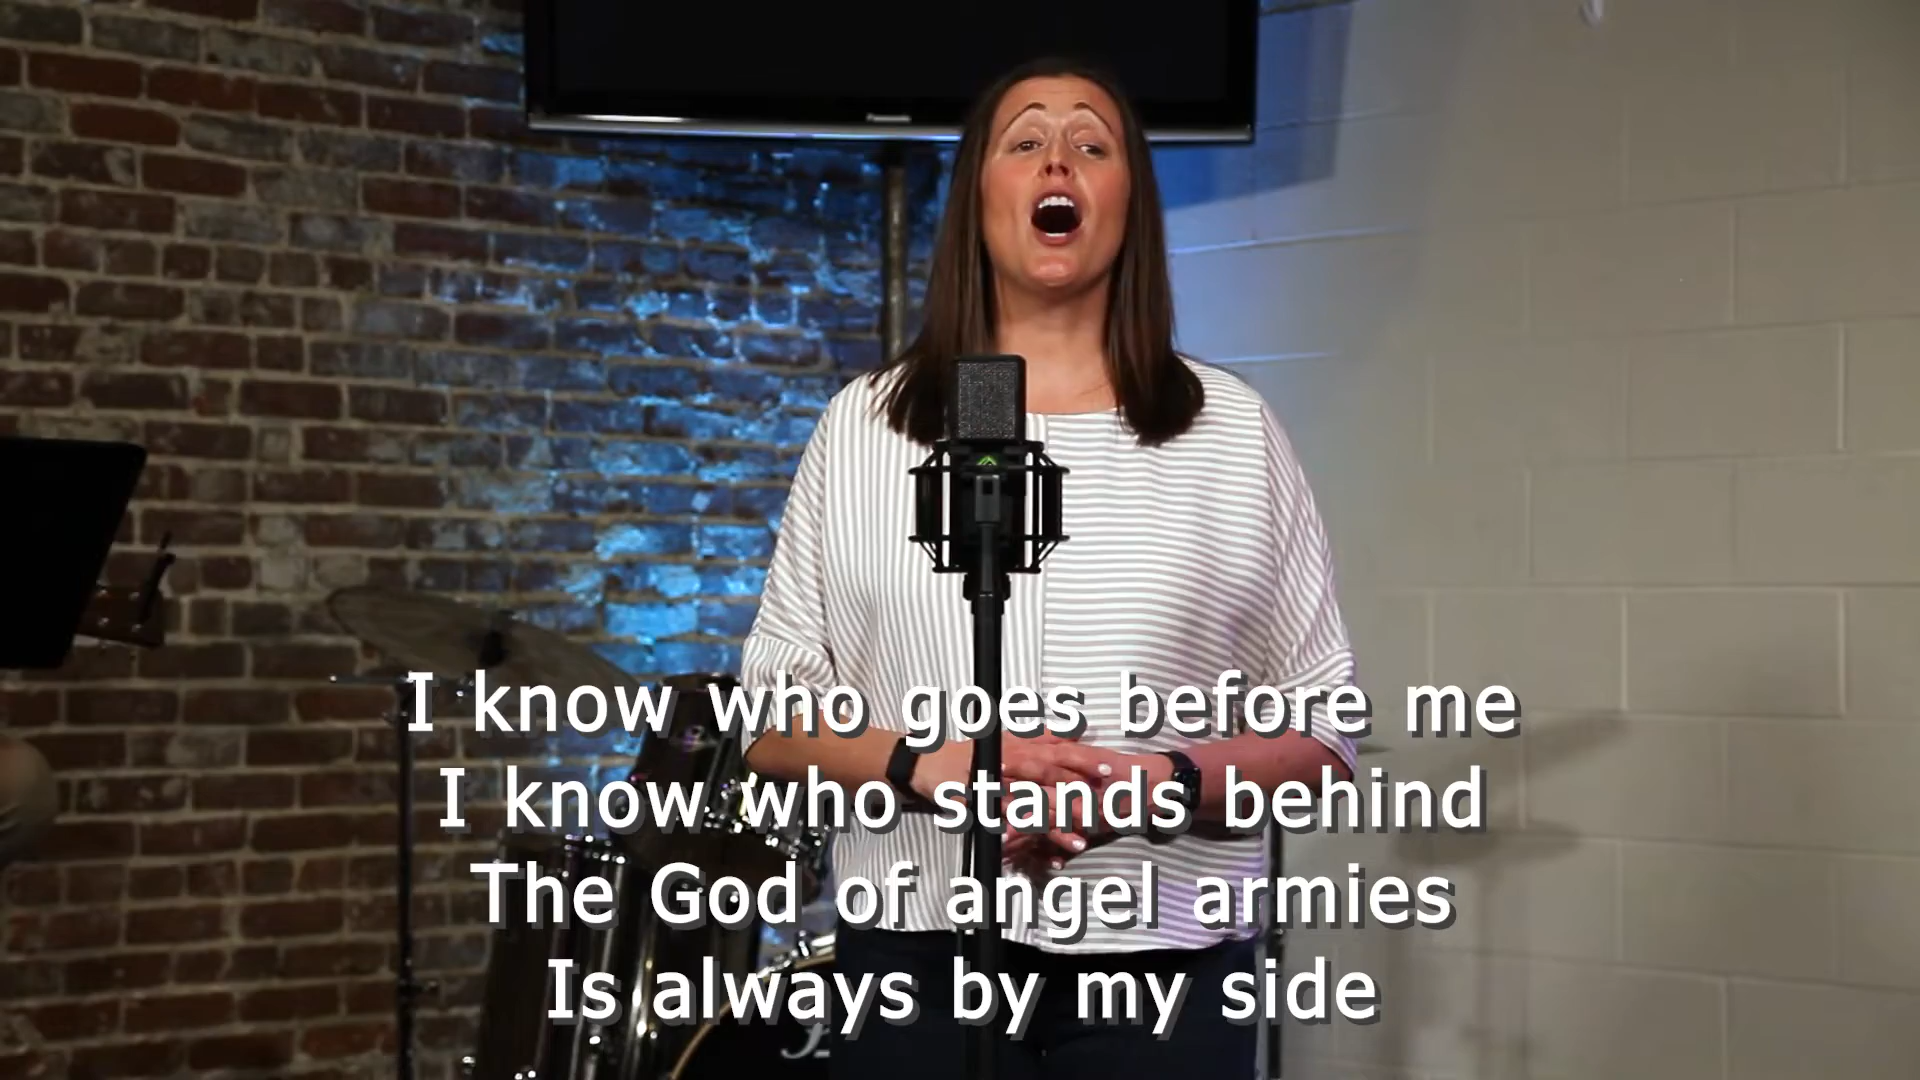 Panasonic
I know who goes before me
I know who stands behind
The God of angel armies
Is always by my side